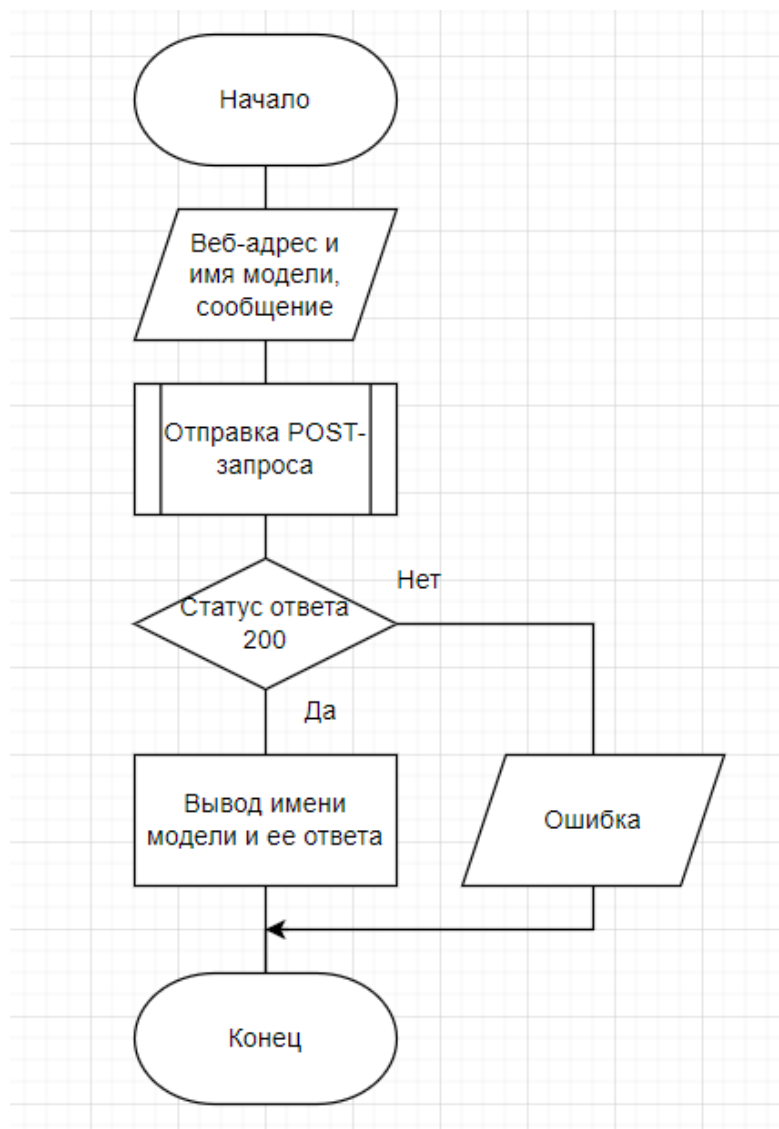 Начало
Веб-адрес и
имя модели,
сообщение
Отправка POST-
запроса
Статус ответа
200
Нет
Да
Вывод имени
модели и ее ответа
Ошибка
Конец